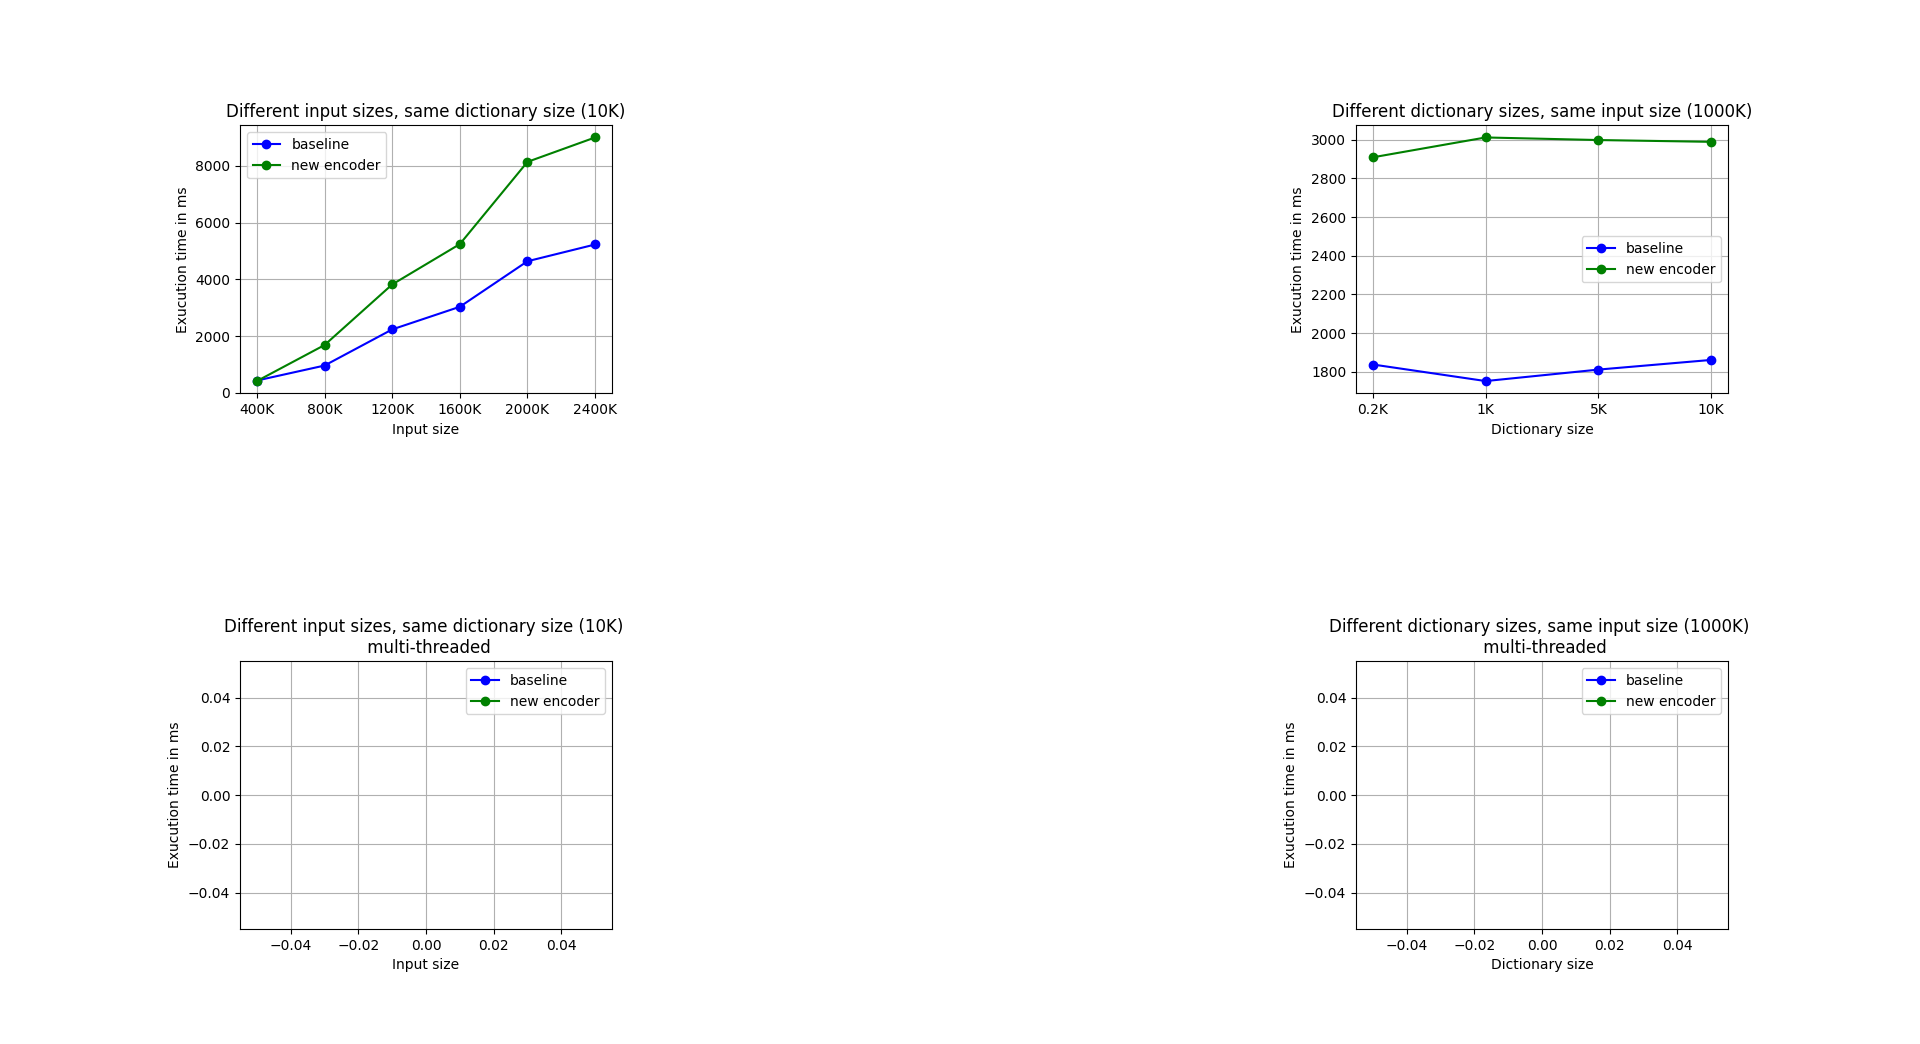 Different input sizes, same dictionary size (10K)
baseline
new encoder
8000
6000
4000
2000
0
Exucution time in ms
400K 800K 1200K 1600K 2000K 2400K
Input size
Different dictionary sizes, same input size (1000K)
3000
2800
2600
2400
2200
2000
1800
baseline
new encoder
Exucution time in ms
0.2K 1K 5K 10K
Dictionary size
Different input sizes, same dictionary size (10K)
multi-threaded
baseline
new encoder
0.04
0.02
0.00
−0.02
−0.04
Exucution time in ms
−0.04 −0.02 0.00 0.02 0.04
Input size
Different dictionary sizes, same input size (1000K)
multi-threaded
baseline
new encoder
0.04
0.02
0.00
−0.02
−0.04
Exucution time in ms
−0.04 −0.02 0.00 0.02 0.04
Dictionary size